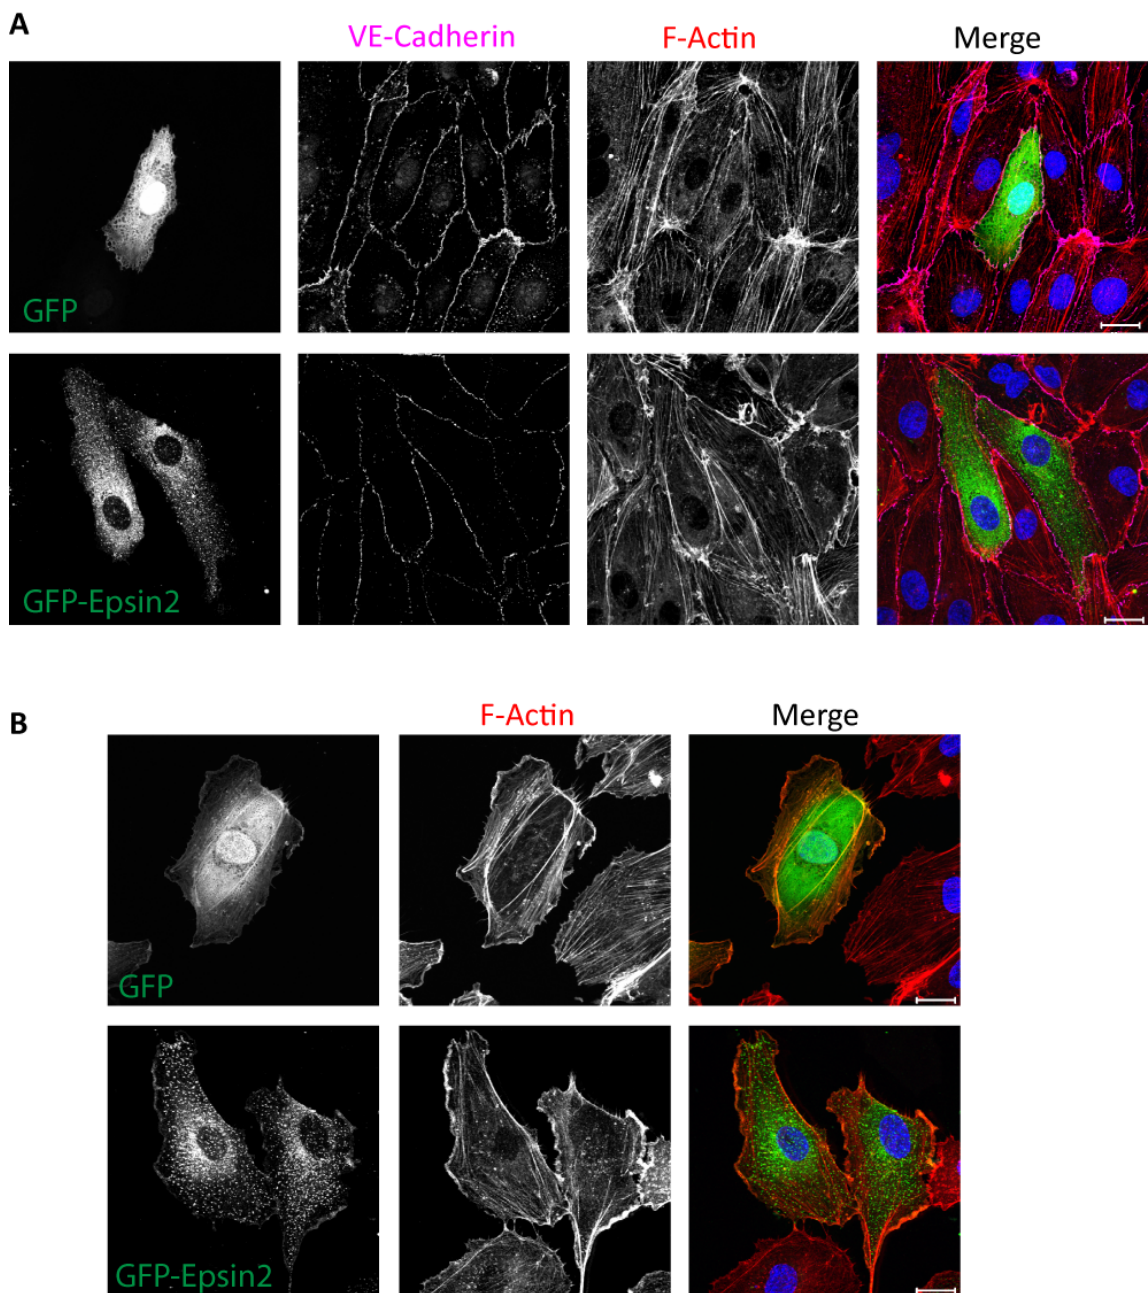 A
VE-Cadherin
F-Actin
Merge
GFP
GFP-Epsin2
B
F-Actin
Merge
GFP
GFP-Epsin2